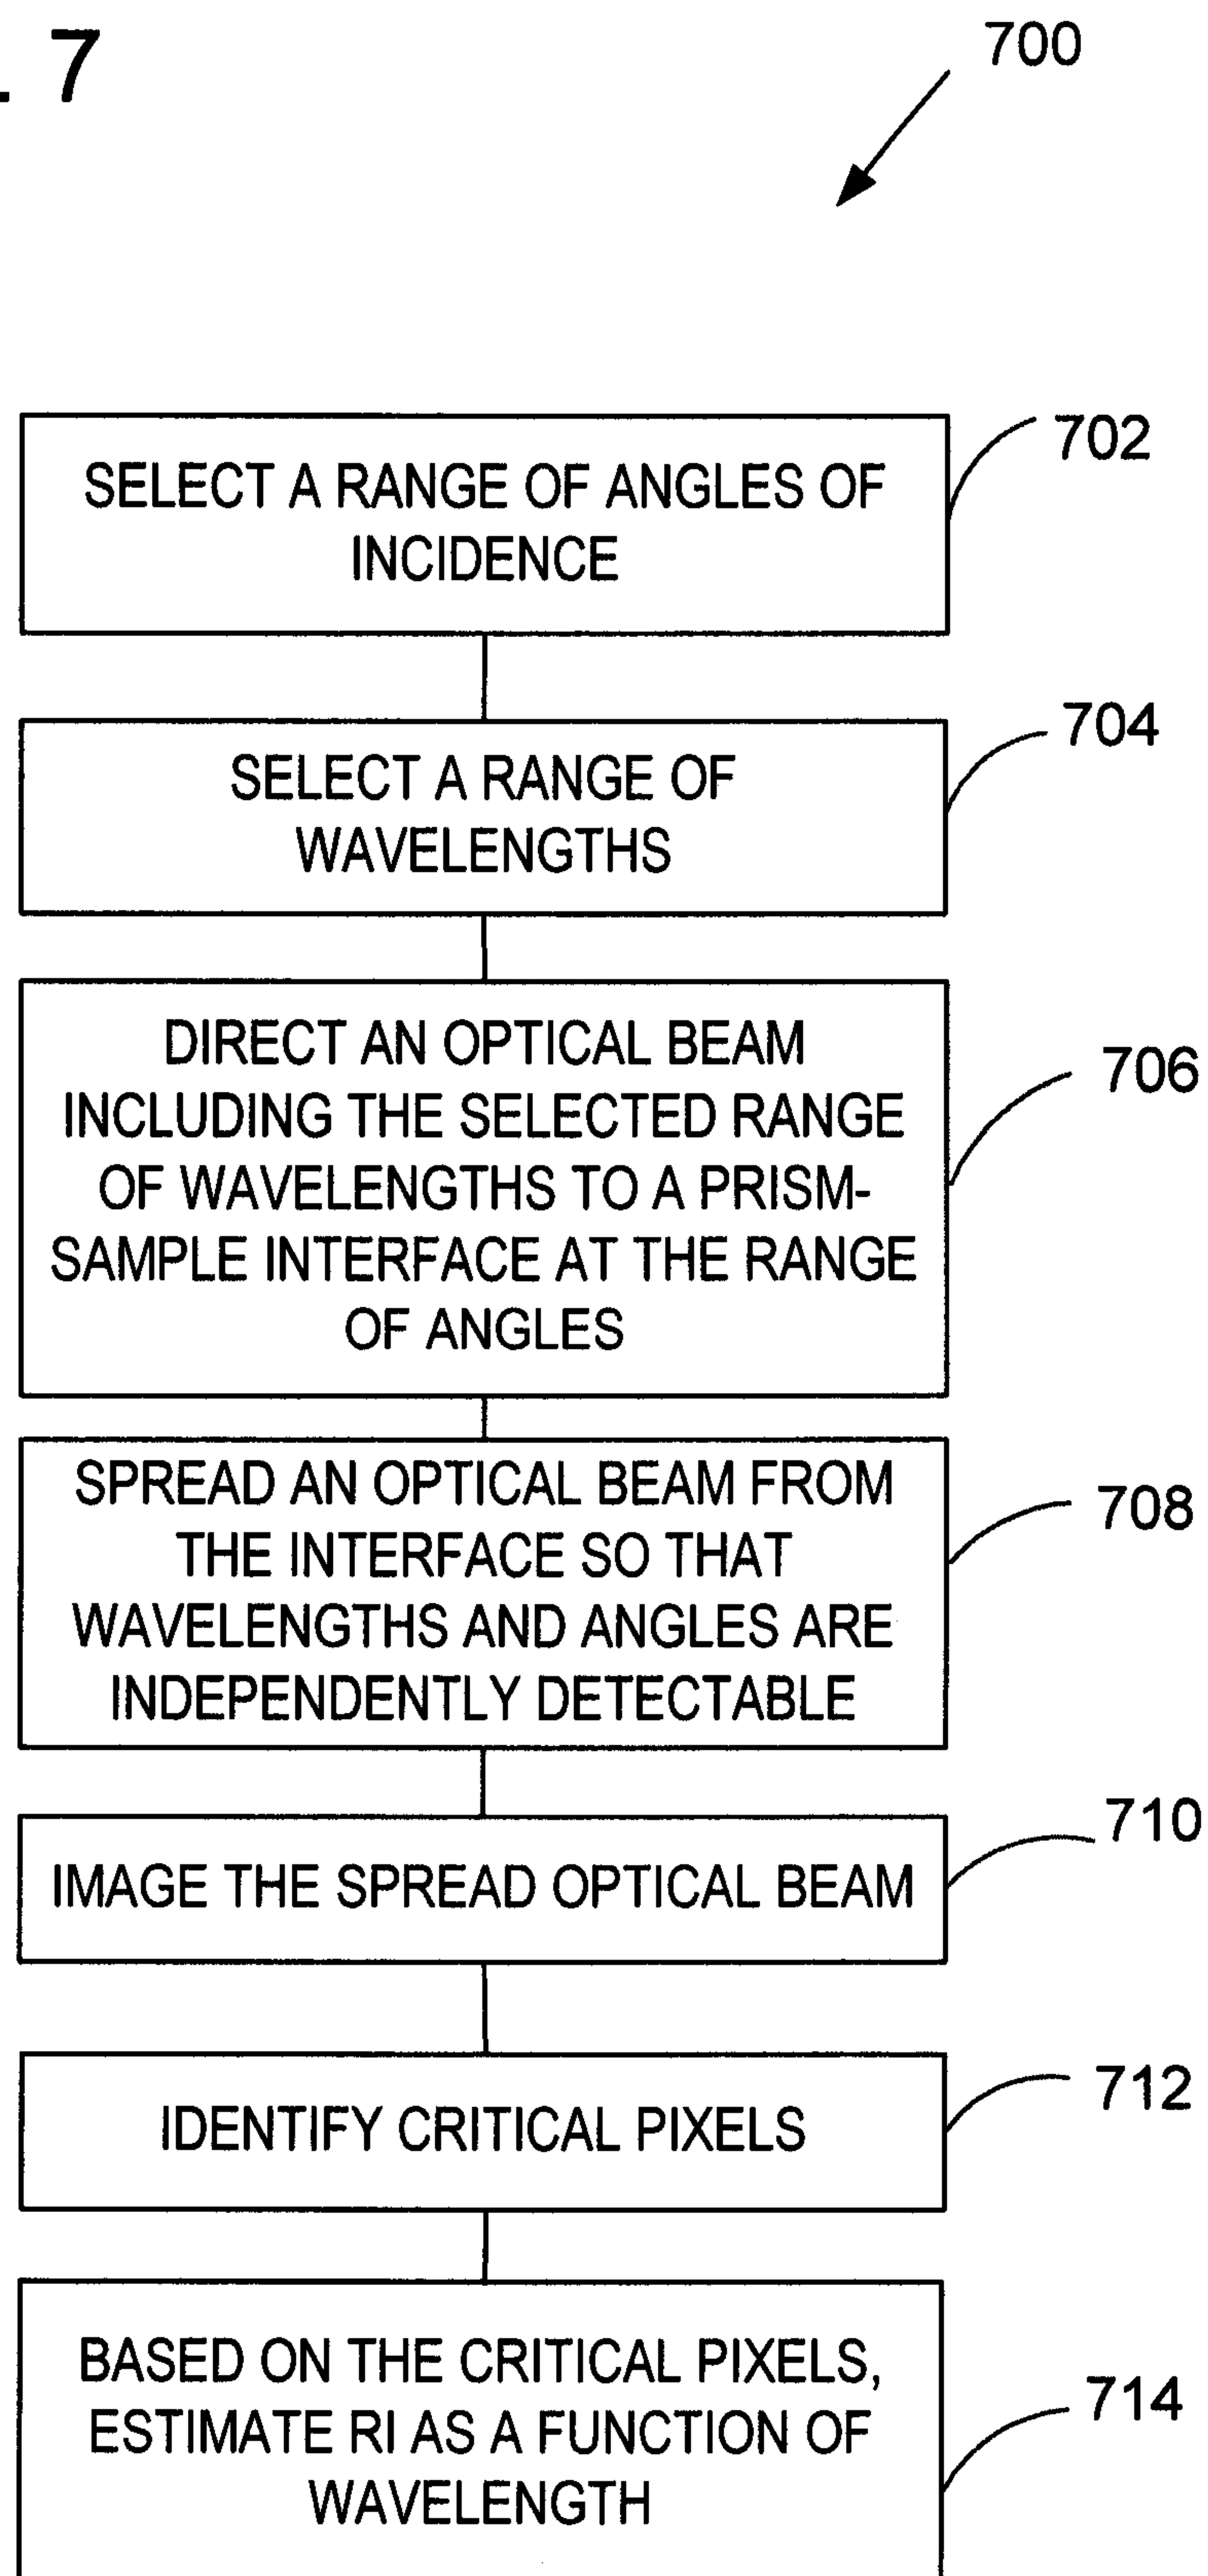 . 7
700
SELECT A RANGE OF ANGLES OF
INCIDENCE
702
SELECT A RANGE OF
WAVELENGTHS
704
DIRECT AN OPTICAL BEAM
INCLUDING THE SELECTED RANGE
OF WAVELENGTHS TO A PRISM-
SAMPLE INTERFACE AT THE RANGE
OF ANGLES
706
SPREAD AN OPTICAL BEAM FROM
THE INTERFACE SO THAT
WAVELENGTHS AND ANGLES ARE
INDEPENDENTLY DETECTABLE
708
IMAGE THE SPREAD OPTICAL BEAM
710
IDENTIFY CRITICAL PIXELS
712
BASED ON THE CRITICAL PIXELS,
ESTIMATE RI AS A FUNCTION OF
WAVELENGTH
714